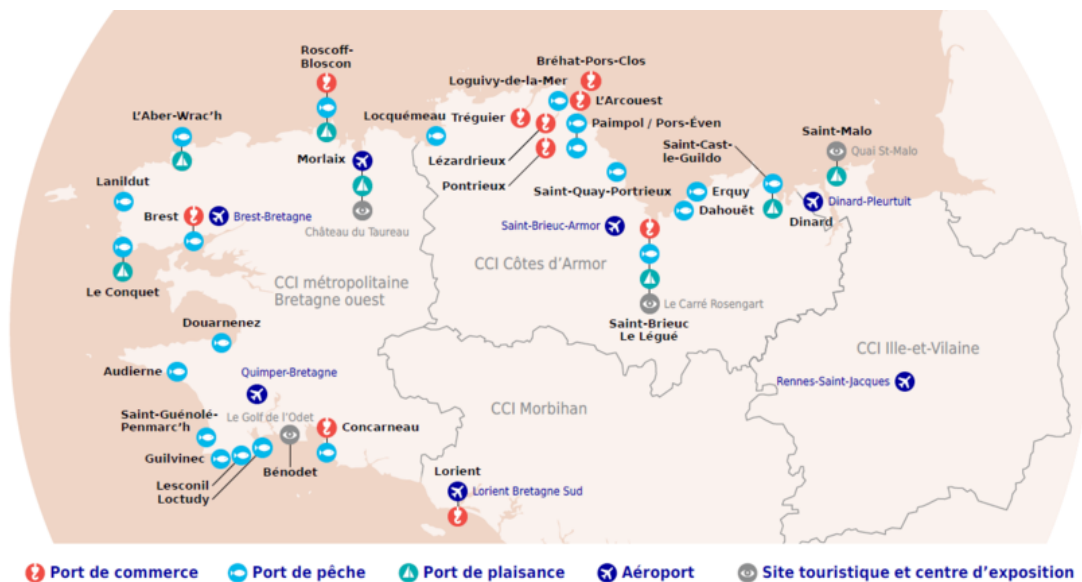 Roscoff-
Bloscon
Bréhat-Pors-Clos
Loguivy-de-la-Mer
L'Arcouest
L'Aber-Wrac'h
Locquémeau
Tréguier
Paimpol / Pors-Éven
Saint-Malo
Quai St-Malo
Saint-Cast-
le-Guildo
Morlaix
Lézardrieux
Pontrieux
Lanildut
Saint-Quay-Portrieux
Erquy
Dahouët
Dinard-Pleurtuit
Dinard
Brest
Brest-Bretagne
Château du Taureau
Saint-Brieuc-Armor
CCI Côtes d'Armor
CCI métropolitaine
Bretagne ouest
Le Conquet
Le Carré Rosengart
Saint-Brieuc
Le Légué
Douarnenez
CCI Ille-et-Vilaine
Audierne
Quimper-Bretagne
Rennes-Saint-Jacques
CCI Morbihan
Saint-Guénolé-
Penmarc'h
Le Golf de l'Odet
Concarneau
Guilvinec
Bénodet
Lesconil
Loctudy
Lorient
Lorient Bretagne Sud
Port de commerce
Port de pêche
Port de plaisance
Aéroport
Site touristique et centre d'exposition